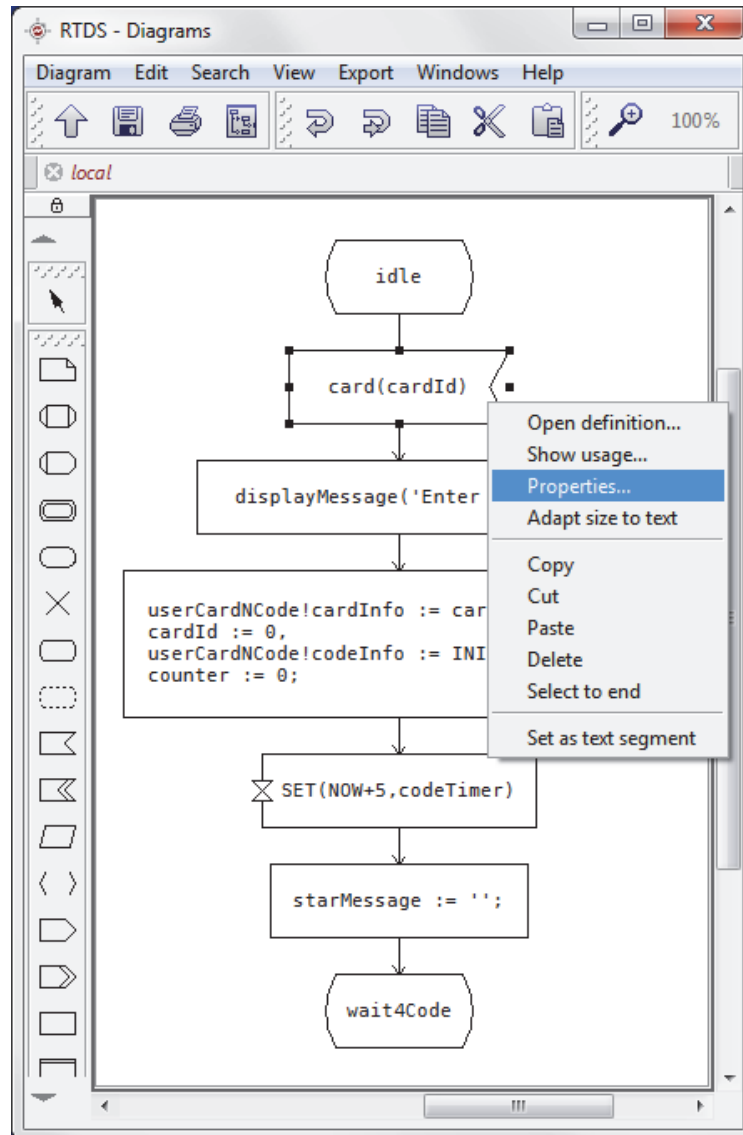 RTDS - Diagrams
Diagram Edit Search View Export Windows Help
100%
local
idle
card(cardId)
Open definition...
Show usage...
Properties...
Adapt size to text
Copy
Cut
Paste
Delete
Select to end
Set as text segment
displayMessage('Enter
userCardNCode!cardInfo := car
cardId := 0,
userCardNCode!codeInfo := INI
counter := 0;
SET(NOW+5,codeTimer)
starMessage := '';
wait4Code